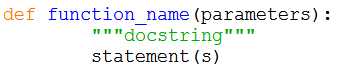 def function_name(parameters):
"""docstring"""
statement(s)